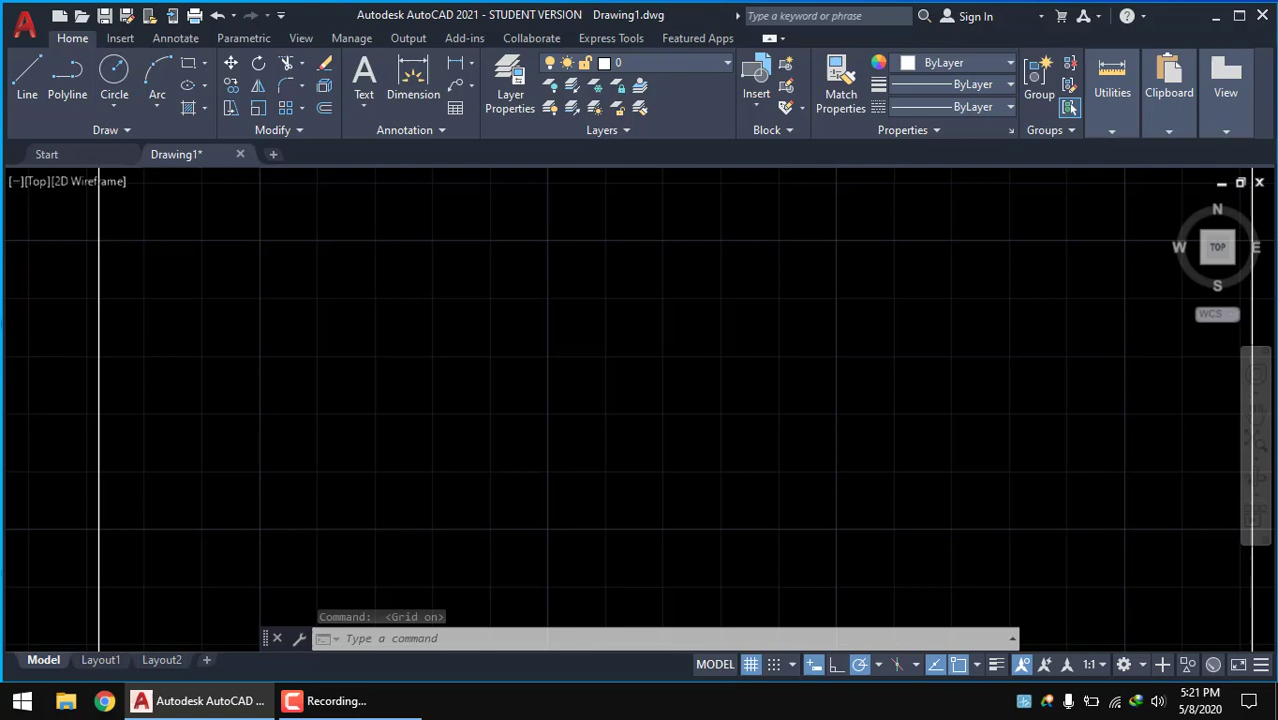 Autodesk AutoCAD 2021 - STUDENT VERSION Drawing1.dwg
Type a keyword or phrase
Sign In
Home Insert Annotate Parametric View Manage Output Add-ins Collaborate Express Tools Featured Apps
Line Polyline Circle Arc
Draw
Modify
Text Dimension
Annotation
Layer Properties
0
Layers
Insert
Block
Match Properties
ByLayer
ByLayer
ByLayer
Properties
Group
Groups
Utilities
Clipboard
View
Start
Drawing1*
[−][Top][2D Wireframe]
N
W TOP E
S
WCS
Command: <Grid on>
Type a command
Model Layout1 Layout2
MODEL
1:1
Autodesk AutoCAD ...
Recording...
5:21 PM
5/8/2020